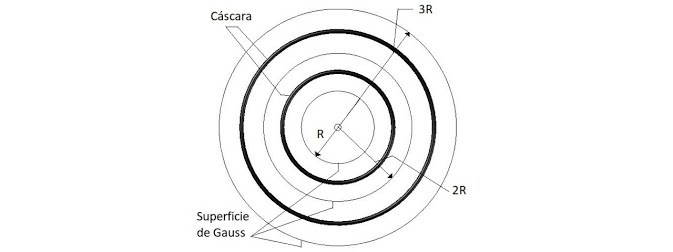 Cáscara
3R
R
2R
Superficie
de Gauss